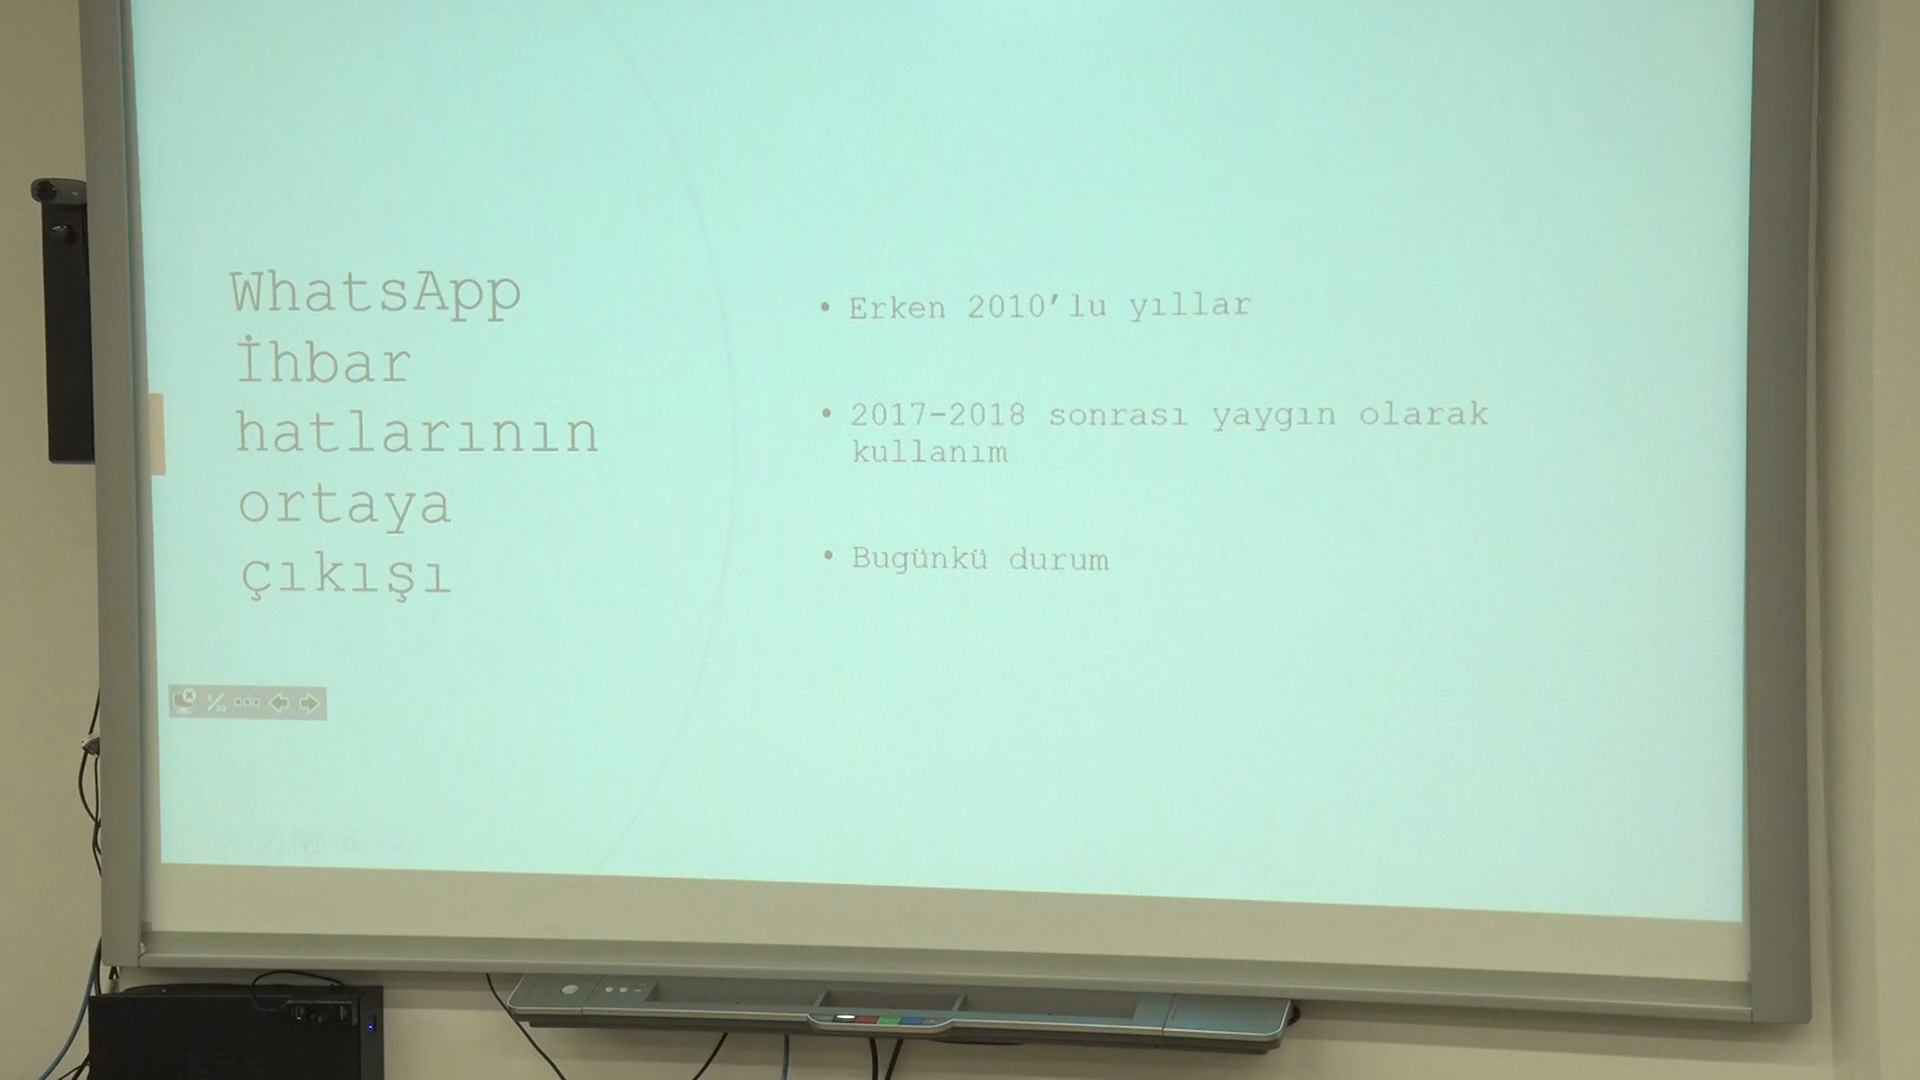 WhatsApp
İhbar
hatlarının
ortaya
çıkışı
• Erken 2010’lu yıllar
• 2017-2018 sonrası yaygın olarak
kullanım
• Bugünkü durum